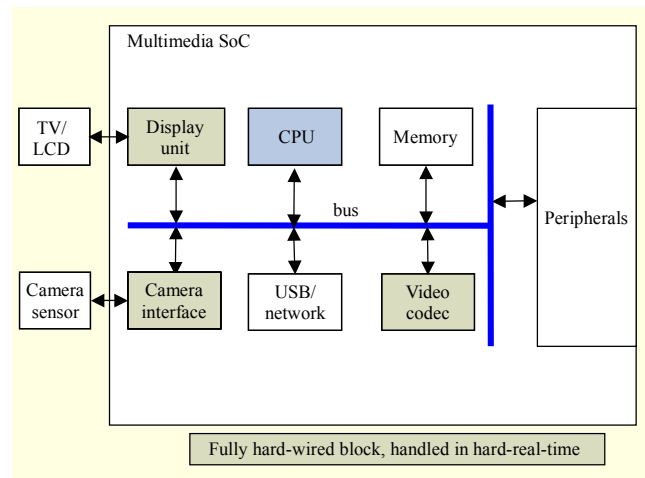 Multimedia SoC
TV/
LCD
Display
unit
CPU
Memory
bus
Peripherals
Camera
sensor
Camera
interface
USB/
network
Video
codec
Fully hard-wired block, handled in hard-real-time